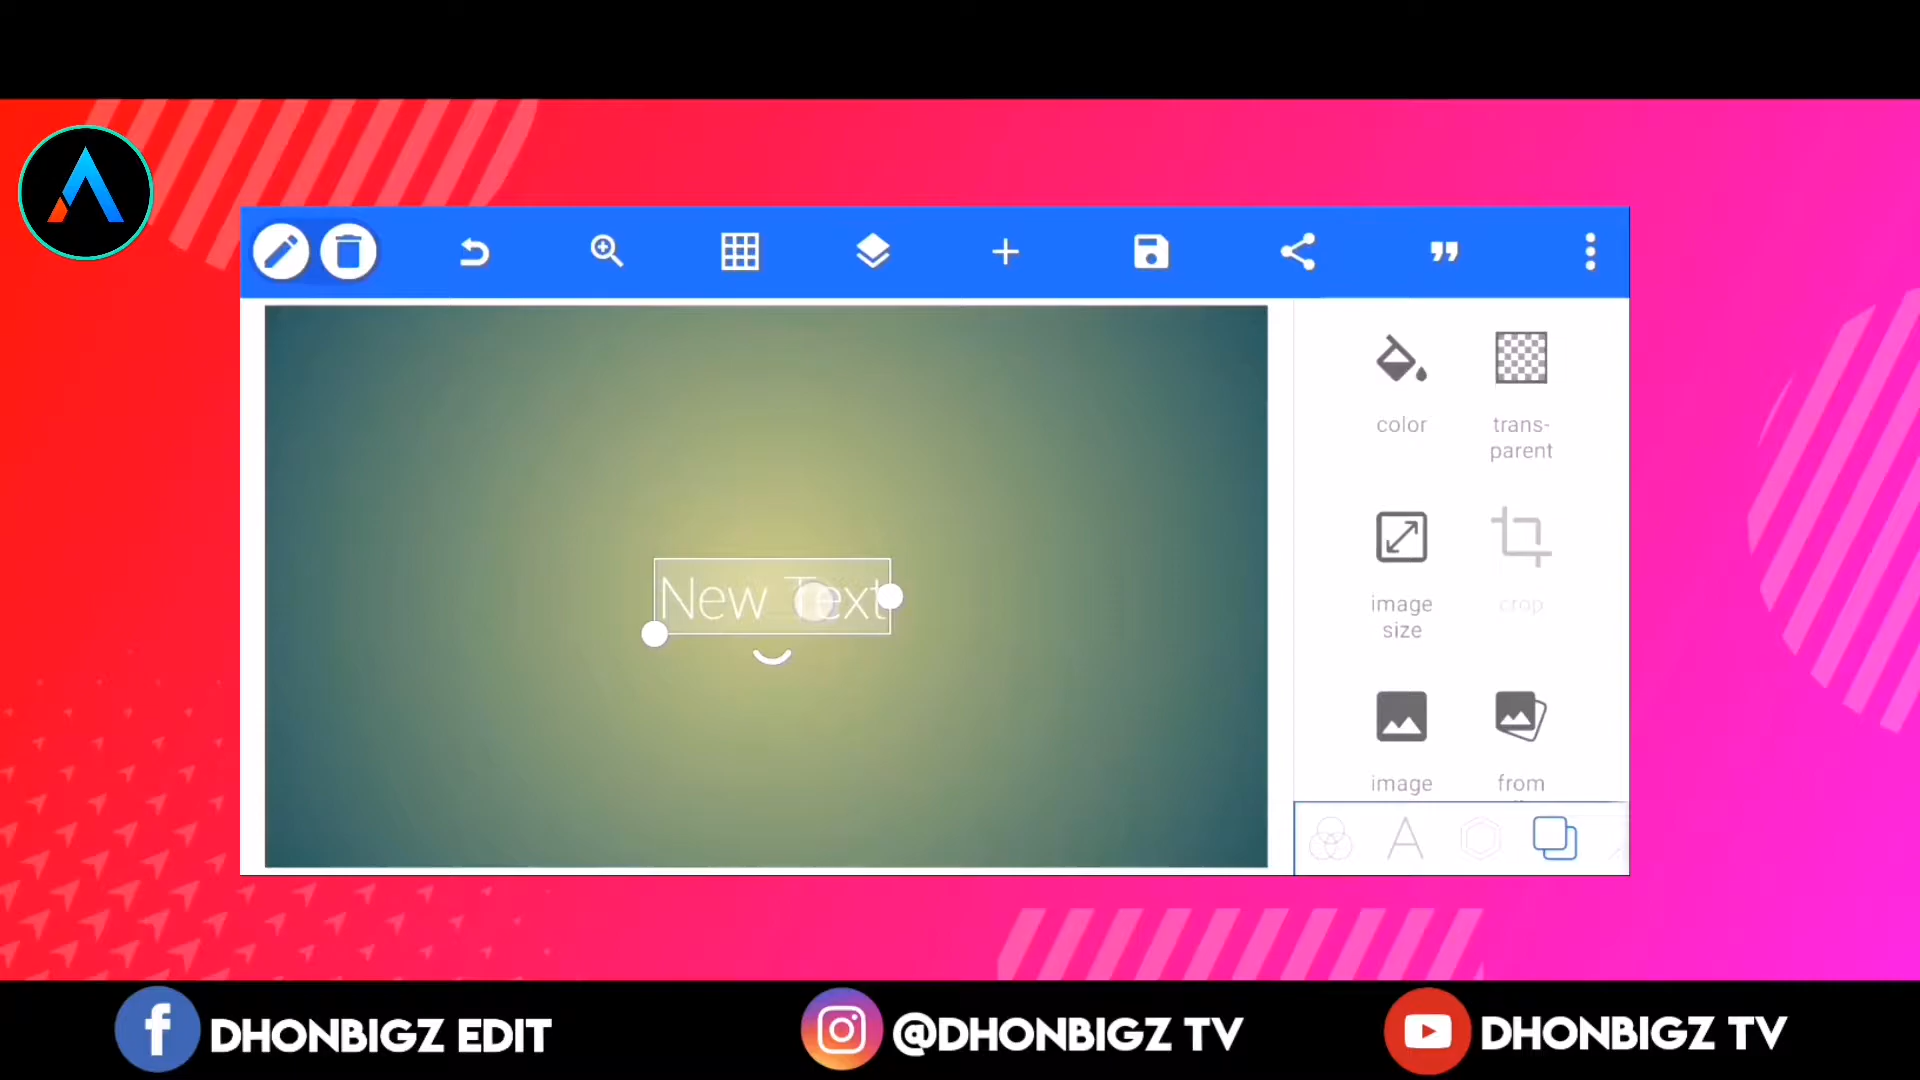 New Text
color
trans-
parent
image
size
crop
image
from
DHONBIGZ EDIT
@DHONBIGZ TV
DHONBIGZ TV